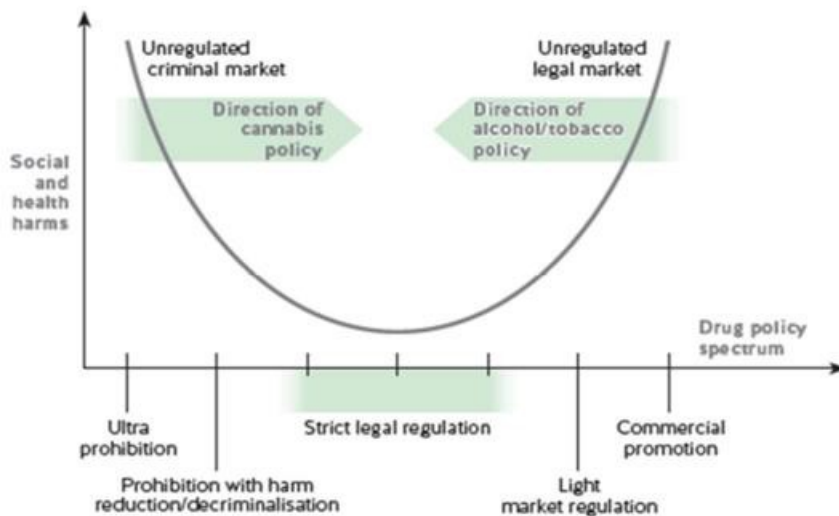 Unregulated
criminal market
Unregulated
legal market
Direction of
cannabis
policy
Direction of
alcohol/tobacco
policy
Social
and
health
harms
Drug policy
spectrum
Ultra
prohibition
Strict legal regulation
Commercial
promotion
Prohibition with harm
reduction/decriminalisation
Light
market regulation